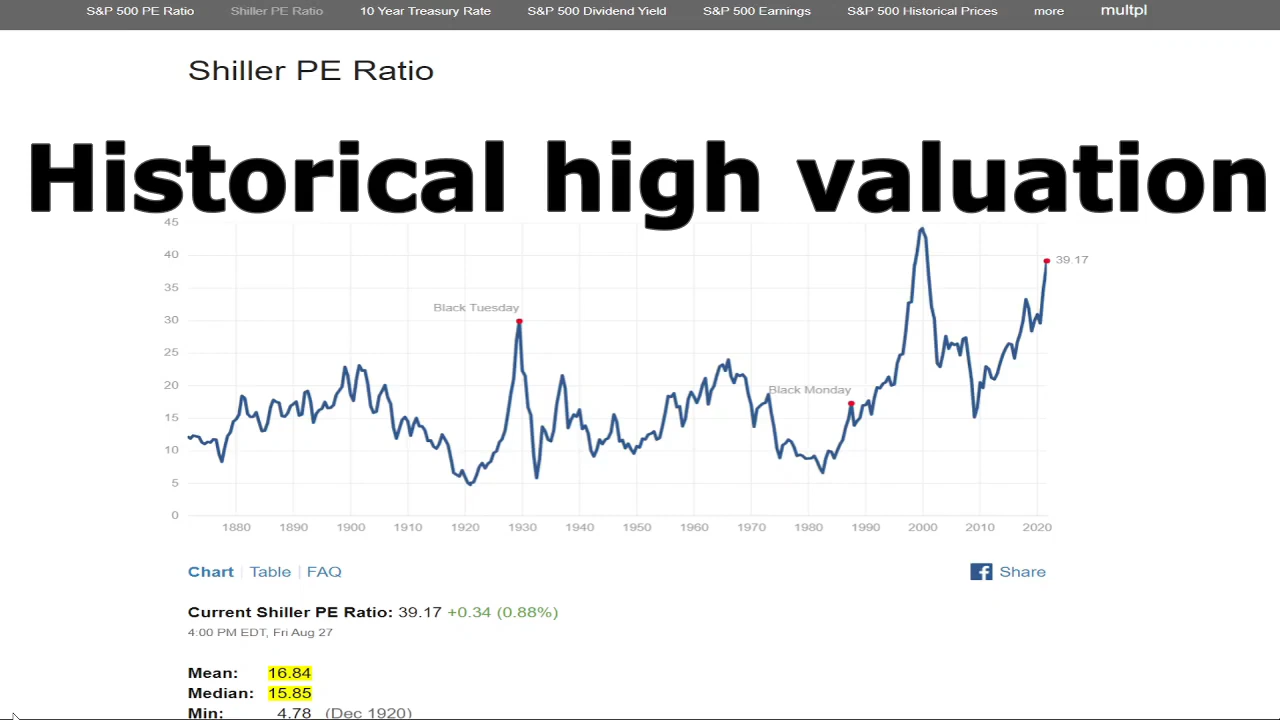 S&P 500 PE Ratio Shiller PE Ratio 10 Year Treasury Rate S&P 500 Dividend Yield S&P 500 Earnings S&P 500 Historical Prices more multpl
Shiller PE Ratio
Historical high valuation
45
40
39.17
35
Black Tuesday
30
25
20
Black Monday
15
10
5
0
1880 1890 1900 1910 1920 1930 1940 1950 1960 1970 1980 1990 2000 2010 2020
Chart | Table | FAQ Share
Current Shiller PE Ratio: 39.17 +0.34 (0.88%)
4:00 PM EDT, Fri Aug 27
Mean: 16.84
Median: 15.85
Min: 4.78 (Dec 1920)